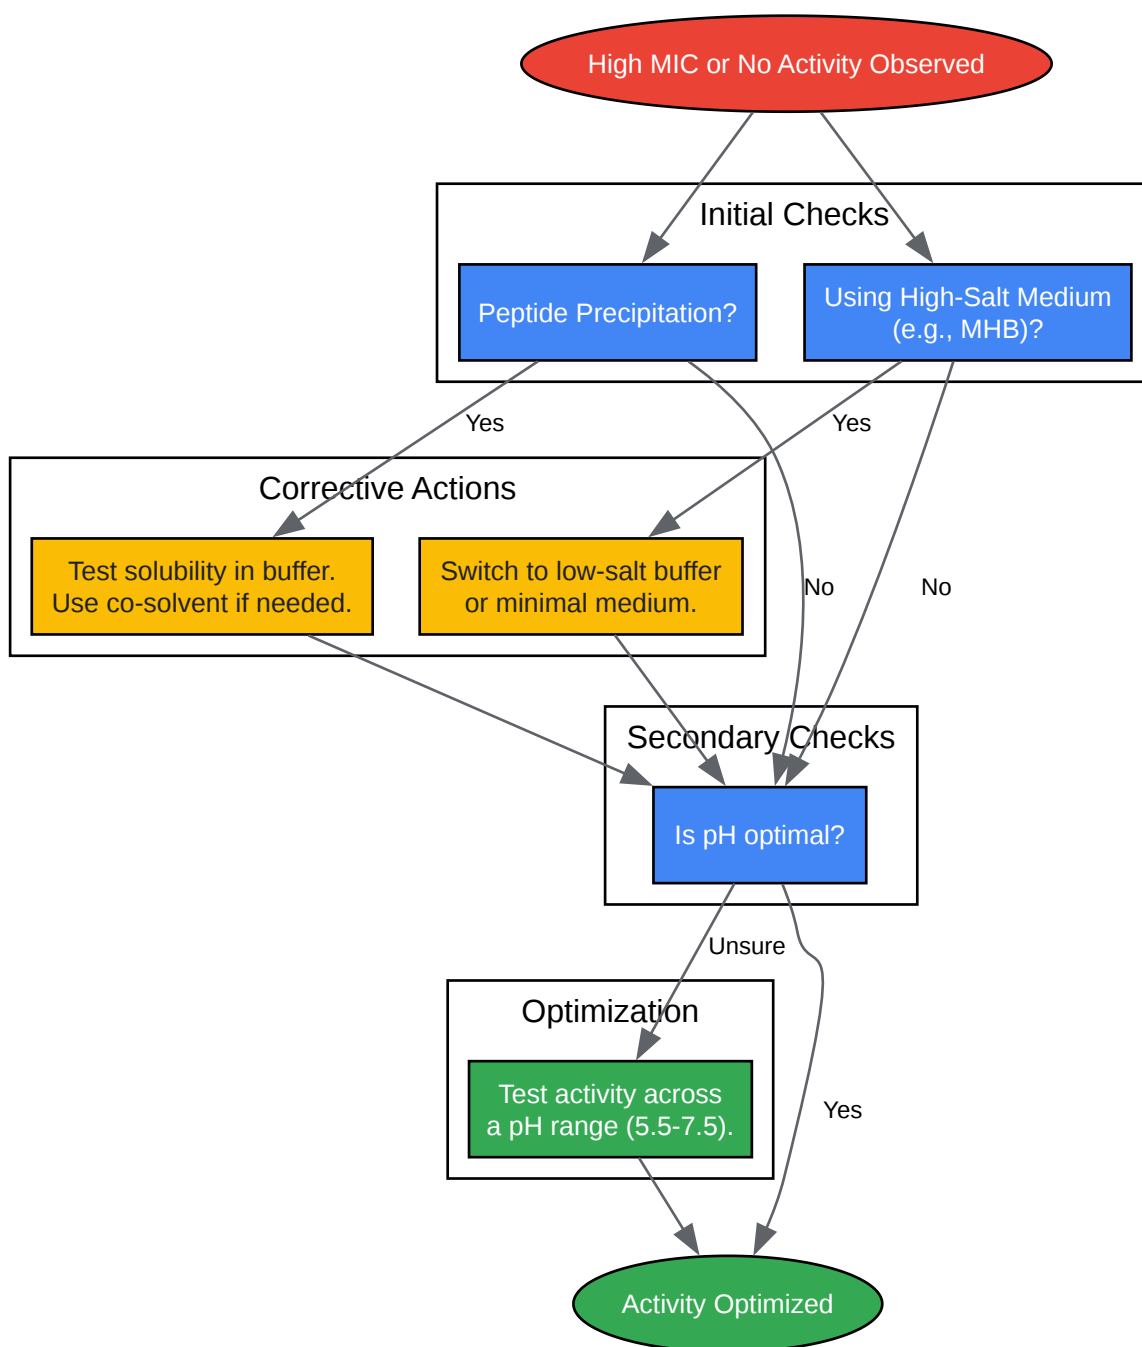 High MIC or No Activity Observed
Initial Checks
Peptide Precipitation?
Using High-Salt Medium
(e.g., MHB)?
Yes
Yes
Corrective Actions
Test solubility in buffer.
Use co-solvent if needed.
Switch to low-salt buffer
or minimal medium.
No
No
Secondary Checks
Is pH optimal?
Unsure
Optimization
Test activity across
a pH range (5.5-7.5).
Yes
Activity Optimized